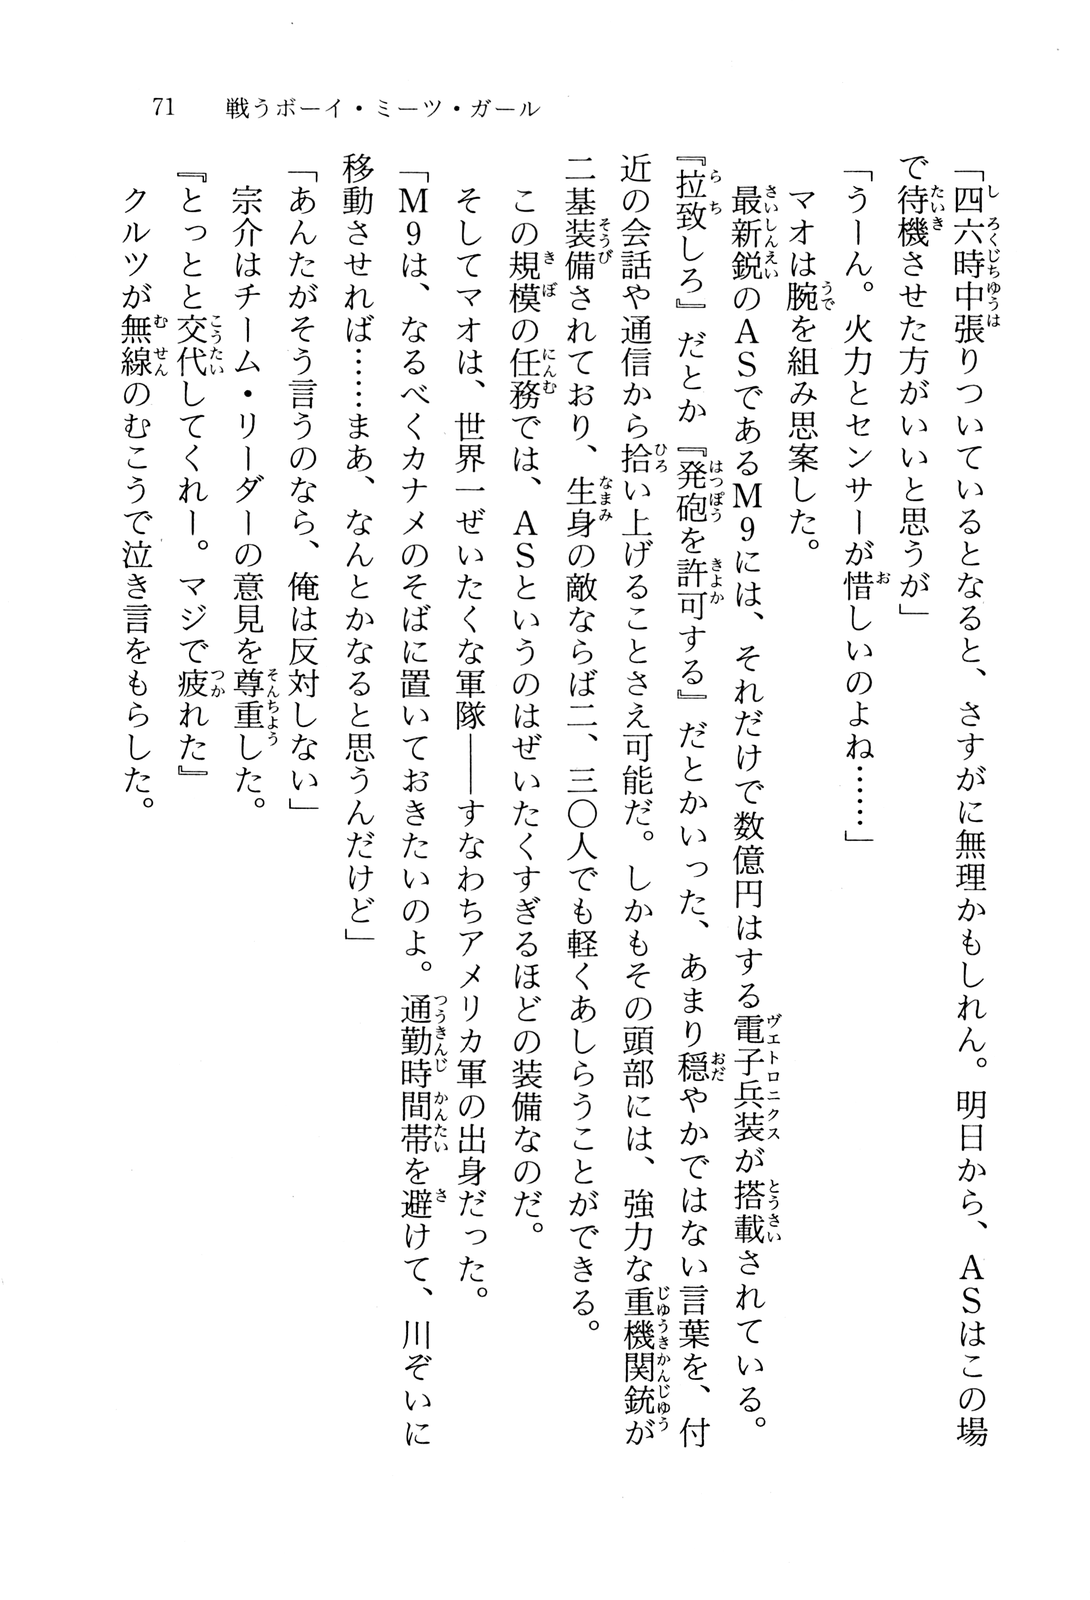 71　戦うボーイ・ミーツ・ガール
「四六時中張りついているとなると、さすがに無理かもしれん。明日から、ＡＳはこの場
で待機させた方がいいと思うが」
「うーん。火力とセンサーが惜しいのよね……」
マオは腕を組み思案した。
最新鋭のＡＳであるＭ９には、それだけで数億円はする電子兵装が搭載されている。
『拉致しろ』だとか『発砲を許可する』だとかいった、あまり穏やかではない言葉を、付
近の会話や通信から拾い上げることさえ可能だ。しかもその頭部には、強力な重機関銃が
二基装備されており、生身の敵ならば二、三〇人でも軽くあしらうことができる。
この規模の任務では、ＡＳというのはぜいたくすぎるほどの装備なのだ。
そしてマオは、世界一ぜいたくな軍隊――すなわちアメリカ軍の出身だった。
「Ｍ９は、なるべくカナメのそばに置いておきたいのよ。通勤時間帯を避けて、川ぞいに
移動させれば……まあ、なんとかなると思うんだけど」
「あんたがそう言うのなら、俺は反対しない」
宗介はチーム・リーダーの意見を尊重した。
『とっとと交代してくれー。マジで疲れた』
クルツが無線のむこうで泣き言をもらした。